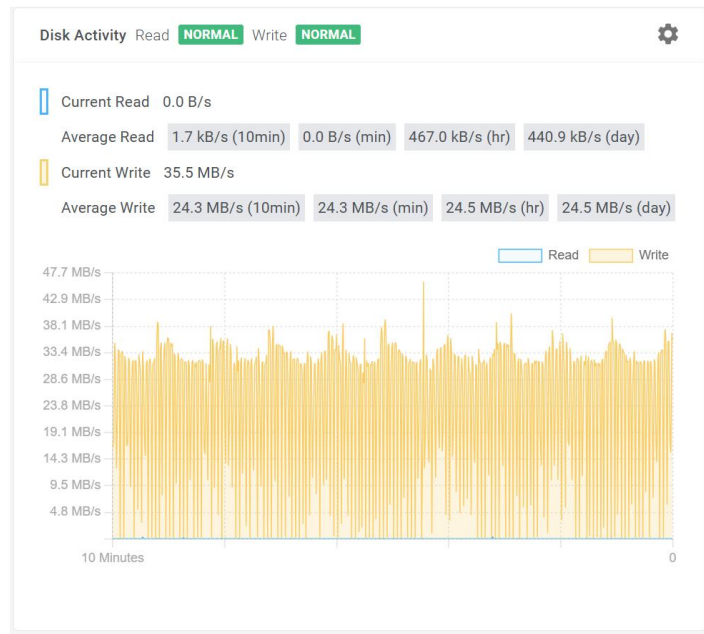 Disk Activity Read NORMAL Write NORMAL
Current Read 0.0 B/s
Average Read 1.7 kB/s (10min) 0.0 B/s (min) 467.0 kB/s (hr) 440.9 kB/s (day)
Current Write 35.5 MB/s
Average Write 24.3 MB/s (10min) 24.3 MB/s (min) 24.5 MB/s (hr) 24.5 MB/s (day)
Read Write
47.7 MB/s
42.9 MB/s
38.1 MB/s
33.4 MB/s
28.6 MB/s
23.8 MB/s
19.1 MB/s
14.3 MB/s
9.5 MB/s
4.8 MB/s
10 Minutes 0